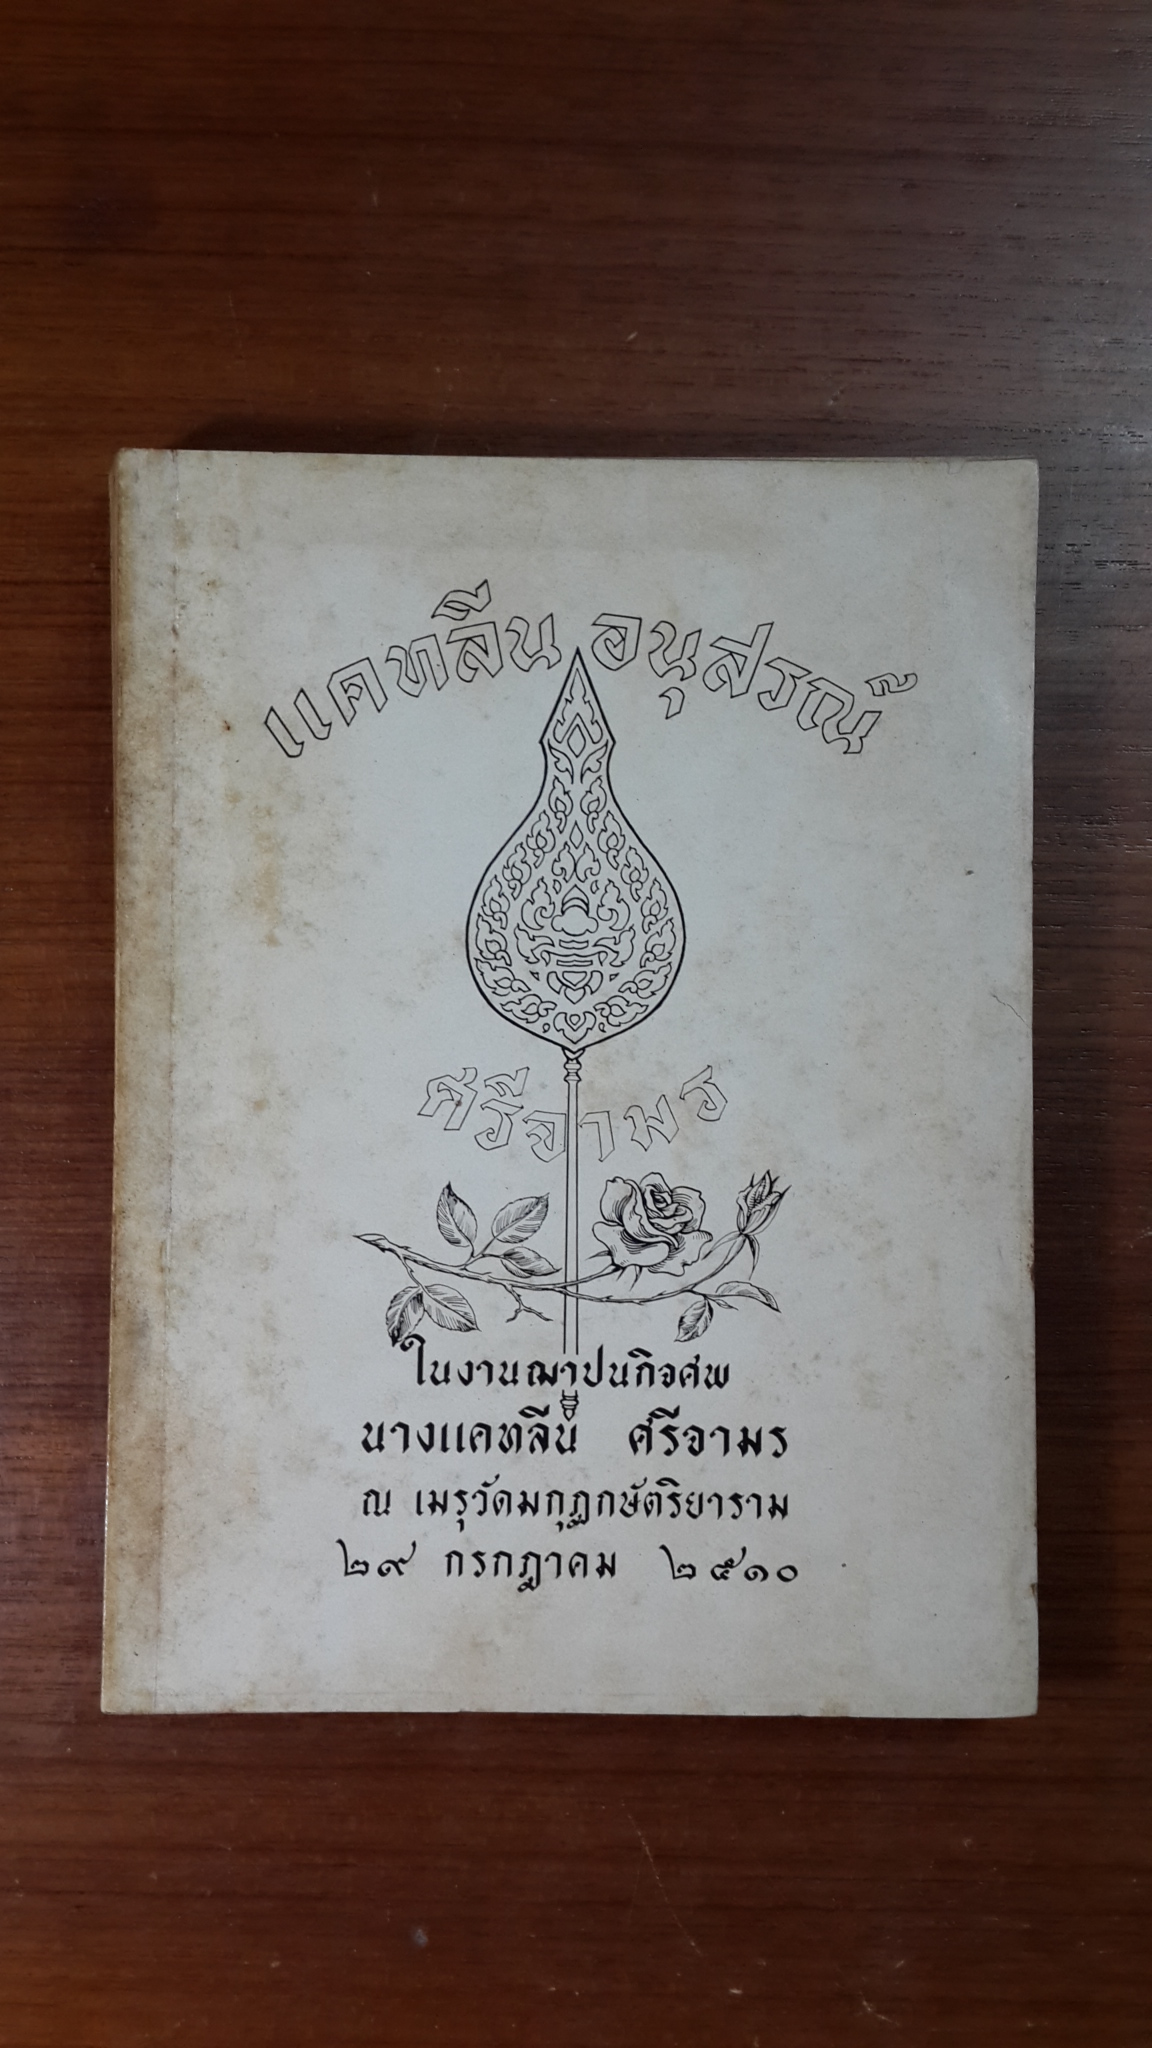 แคทลีน อนุสรณ์
ศรีจามร
ในงานฌาปนกิจศพ
นางแคทลีน ศรีจามร
ณ เมรุวัดมกุฏกษัตริยาราม
๒๙ กรกฎาคม ๒๕๑๐